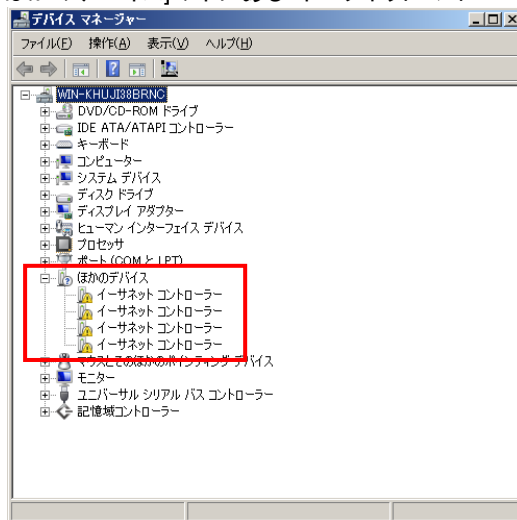 デバイス マネージャー
ファイル(F) 操作(A) 表示(V) ヘルプ(H)
WIN-KHUJI38BRNC
DVD/CD-ROM ドライブ
IDE ATA/ATAPI コントローラー
キーボード
コンピューター
システム デバイス
ディスク ドライブ
ディスプレイ アダプター
ヒューマン インターフェイス デバイス
プロセッサ
ポート (COM と LPT)
ほかのデバイス
イーサネット コントローラー
イーサネット コントローラー
イーサネット コントローラー
イーサネット コントローラー
マウスとそのほかのポインティング デバイス
モニター
ユニバーサル シリアル バス コントローラー
記憶域コントローラー